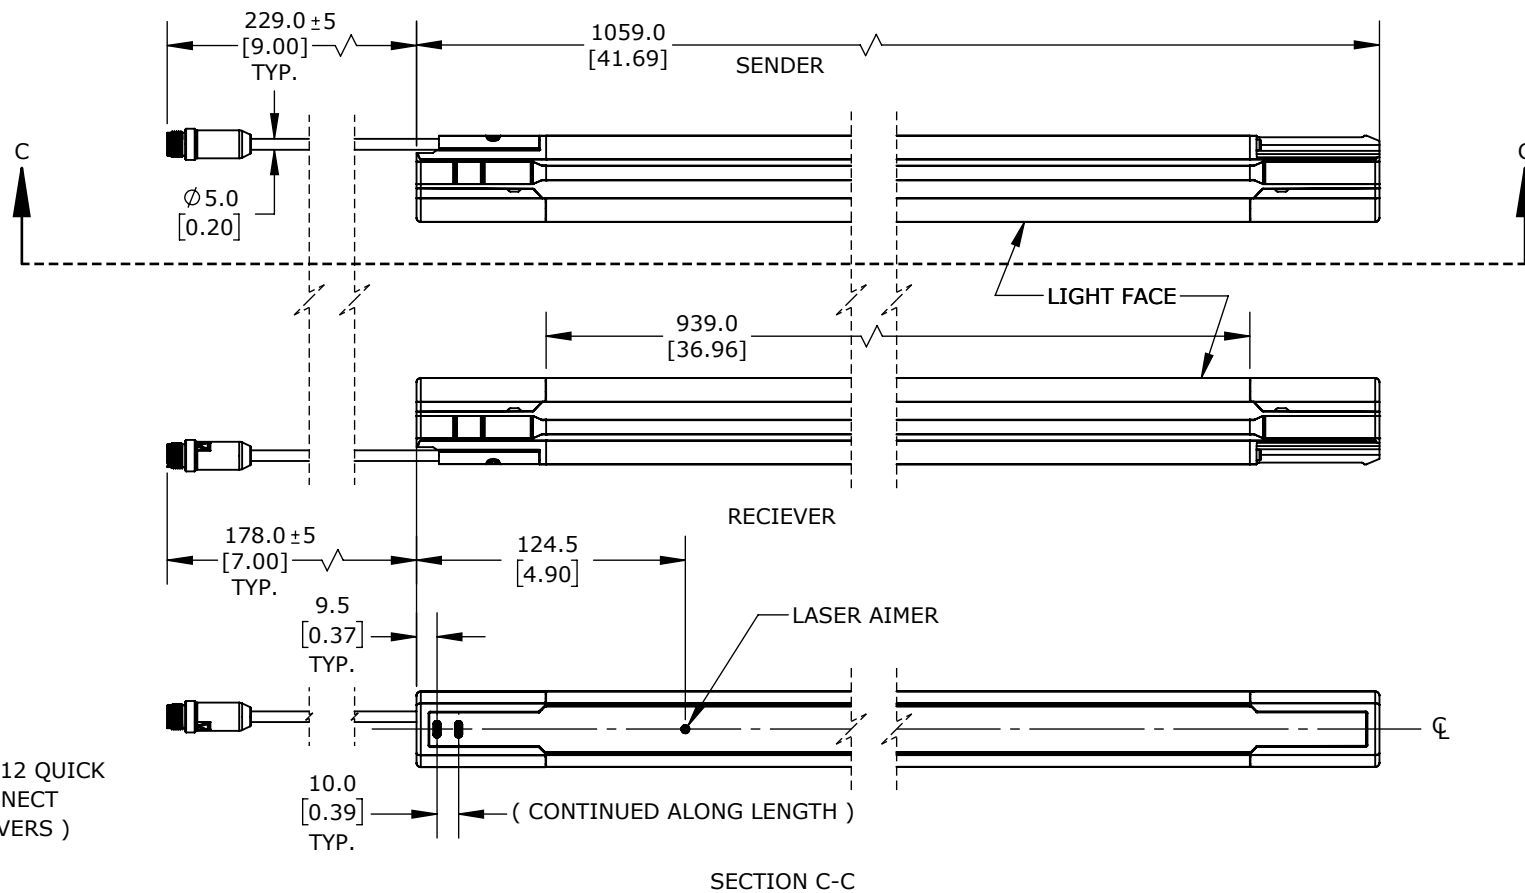 229.0 ±5
[9.00]
TYP.
1059.0
[41.69]
SENDER
C
C
⌀5.0
[0.20]
LIGHT FACE
939.0
[36.96]
RECIEVER
178.0 ±5
[7.00]
TYP.
124.5
[4.90]
9.5
[0.37]
TYP.
LASER AIMER
℄
12 QUICK
NECT
VERS )
10.0
[0.39]
TYP.
( CONTINUED ALONG LENGTH )
SECTION C-C